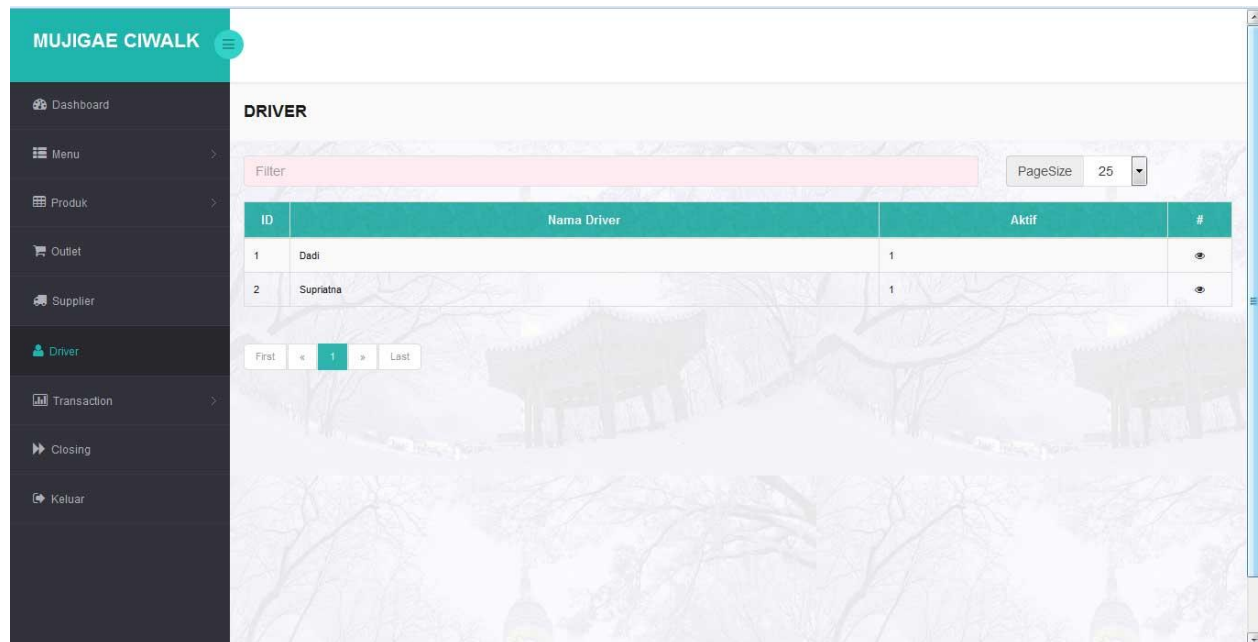 MUJIGAE CIWALK
Dashboard
Menu
Produk
Outlet
Supplier
Driver
Transaction
Closing
Keluar
DRIVER
Filter
PageSize 25
ID Nama Driver Aktif #
1 Dadi 1
2 Supriatna 1
First « 1 » Last